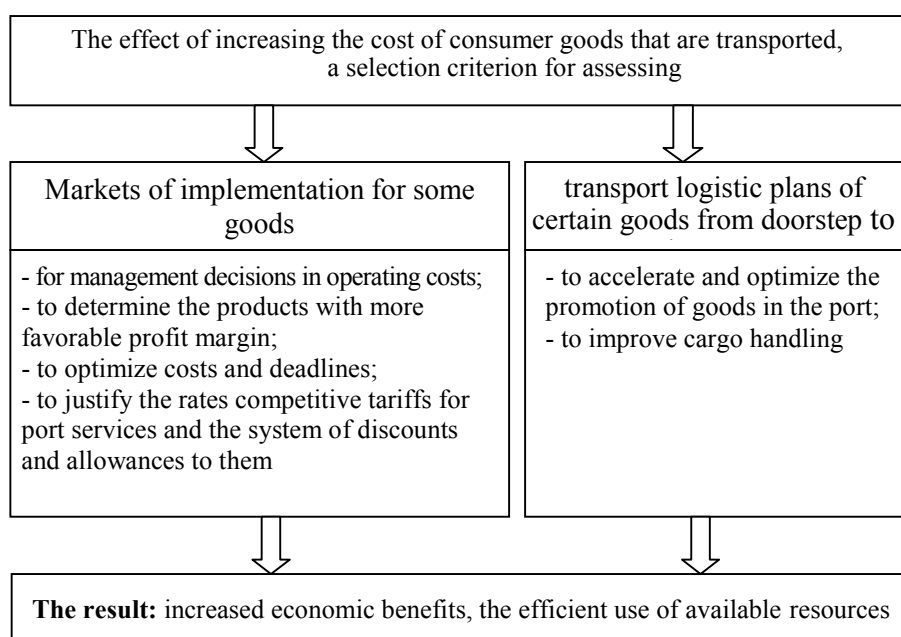 The effect of increasing the cost of consumer goods that are transported,
a selection criterion for assessing
Markets of implementation for some
goods
- for management decisions in operating costs;
- to determine the products with more
favorable profit margin;
- to optimize costs and deadlines;
- to justify the rates competitive tariffs for
port services and the system of discounts
and allowances to them
transport logistic plans of
certain goods from doorstep to
- to accelerate and optimize the
promotion of goods in the port;
- to improve cargo handling
The result: increased economic benefits, the efficient use of available resources